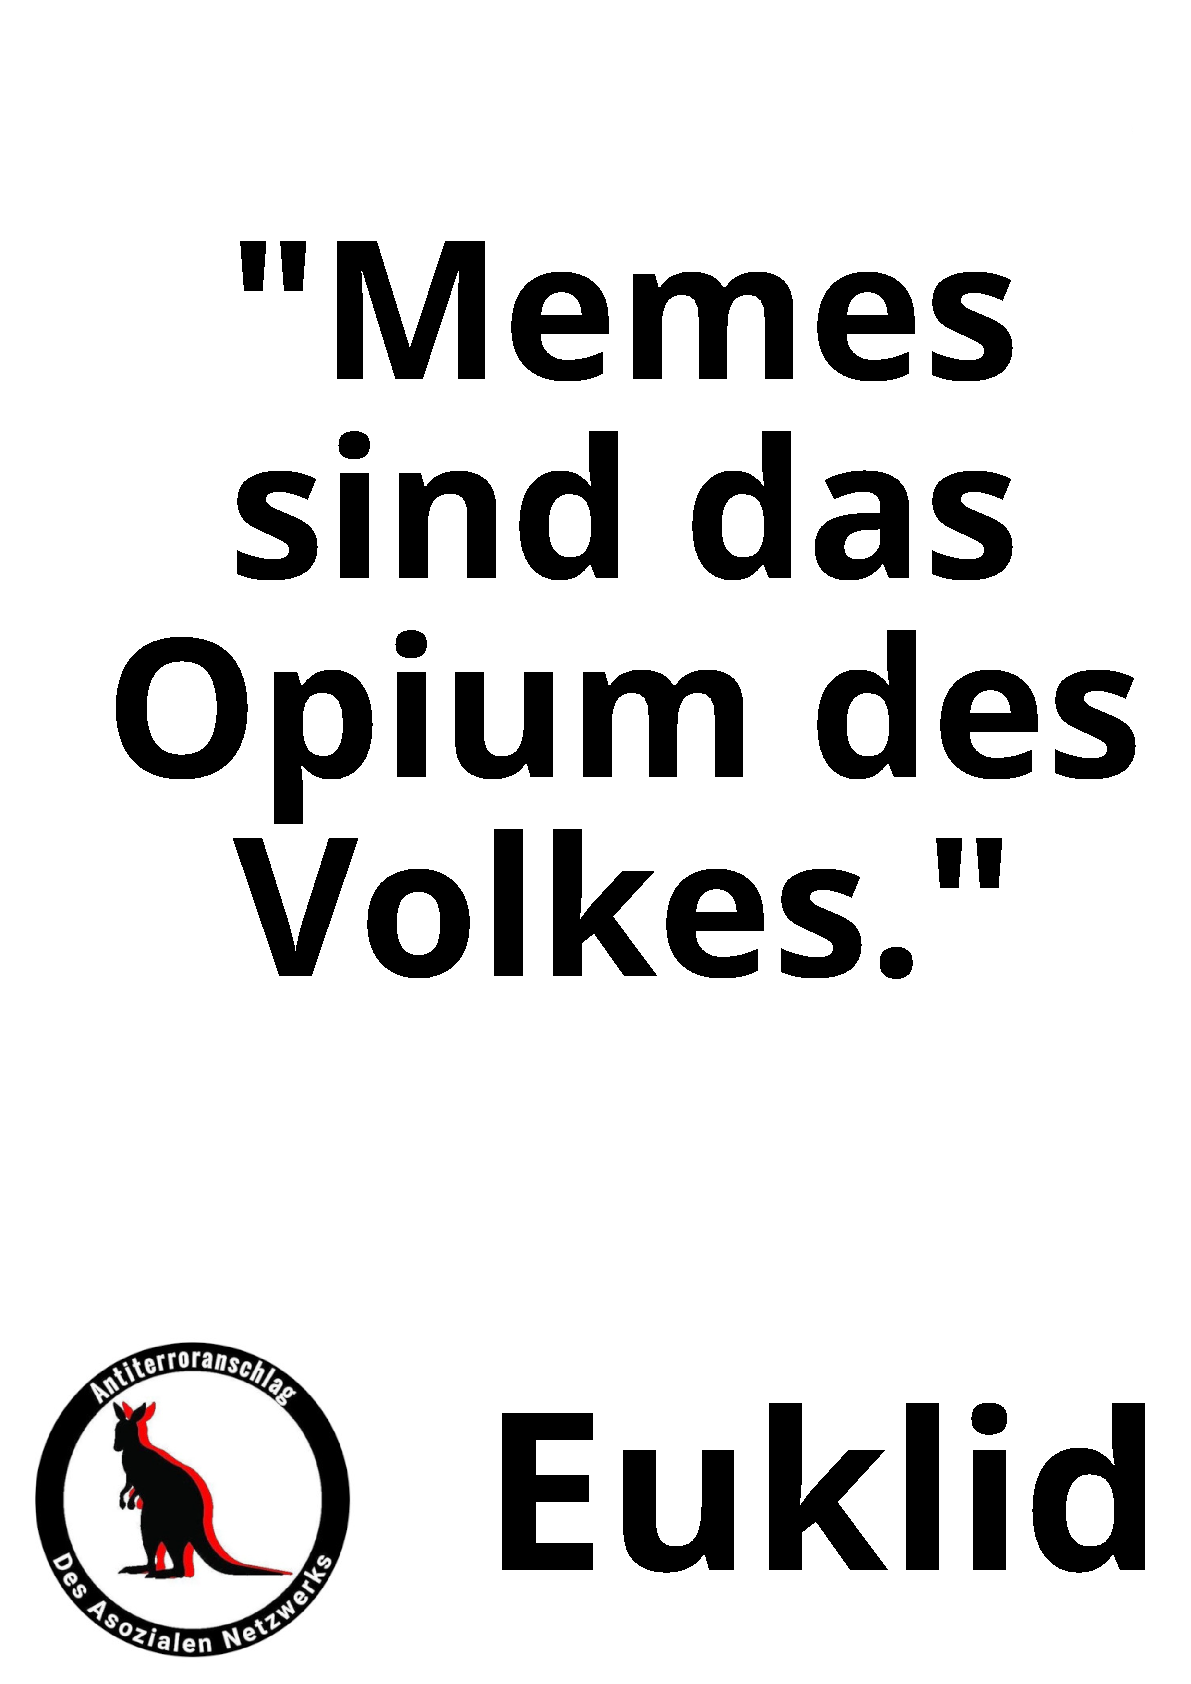 "Memes
sind das
Opium des
Volkes."
Antiterroranschlag
Des Asozialen Netzwerks
Euklid